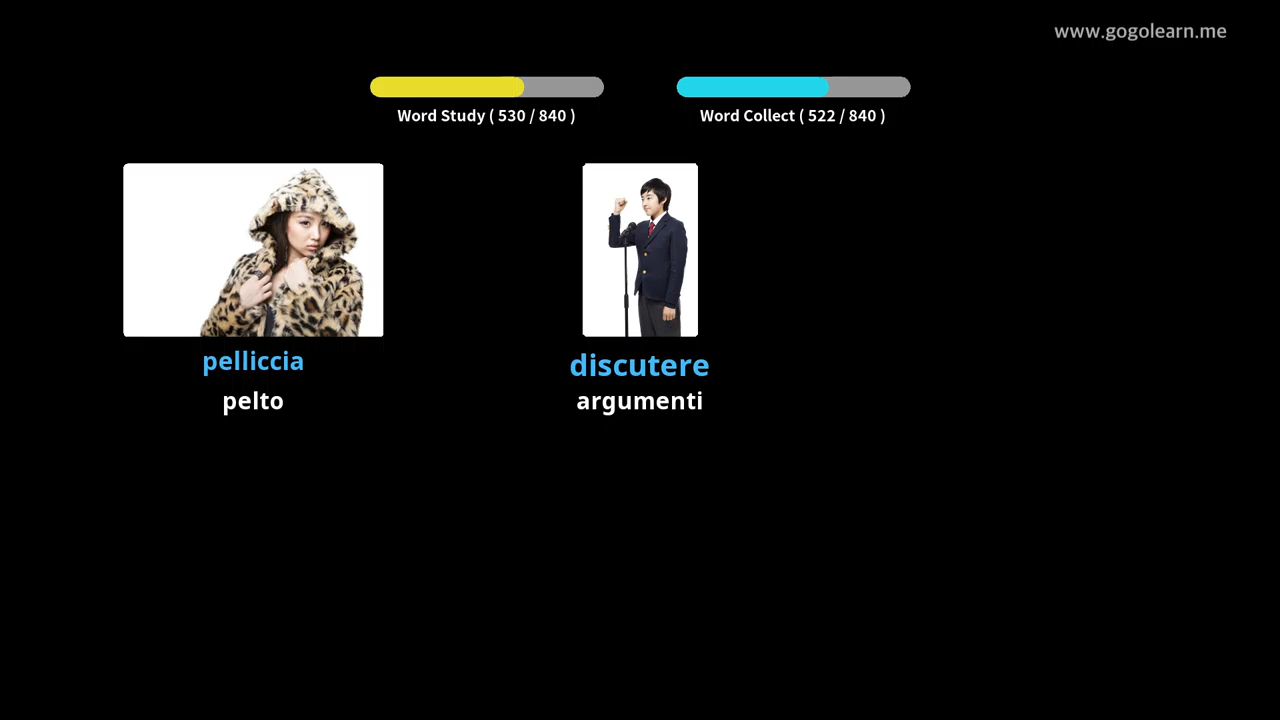 www.gogolearn.me
Word Study ( 530 / 840 )
Word Collect ( 522 / 840 )
pelliccia
pelto
discutere
argumenti